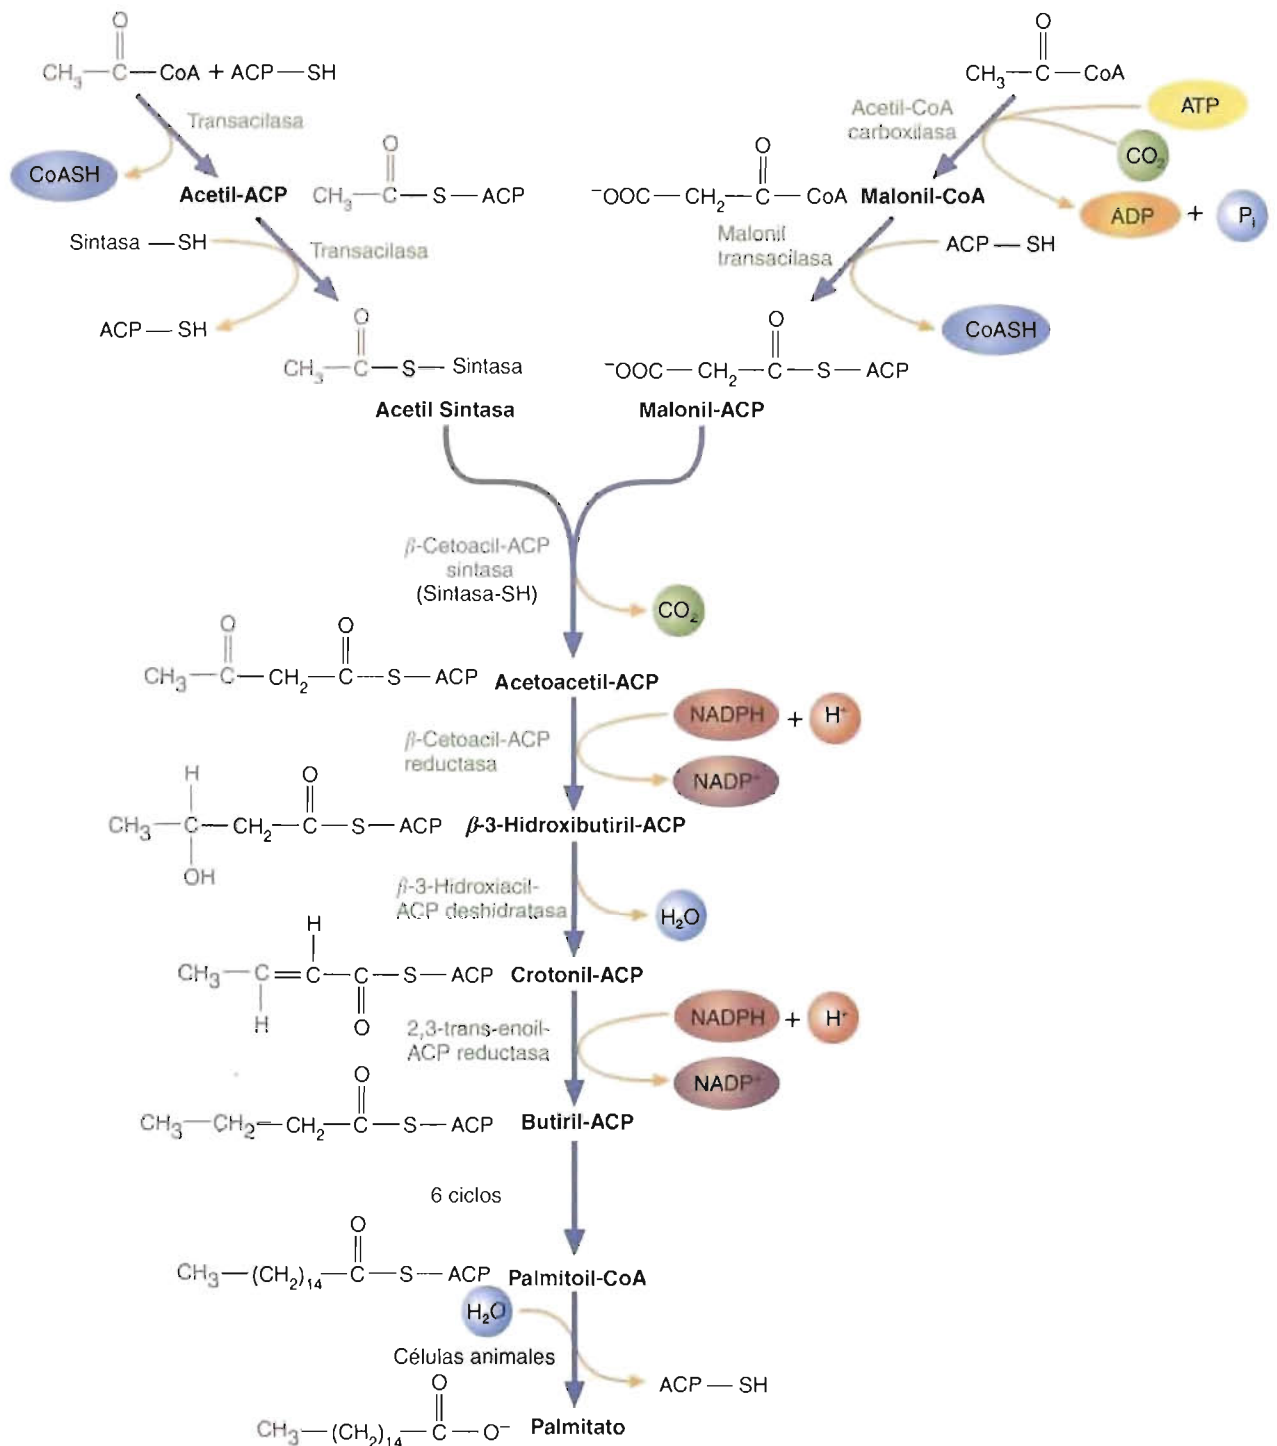 O
CH3—C—CoA + ACP—SH
Transacilasa
CoASH
Acetil-ACP
O
CH3—C—S—ACP
Sintasa—SH
Transacilasa
ACP—SH
O
CH3—C—S—Sintasa
Acetil Sintasa
O
CH3—C—CoA
Acetil-CoA
carboxilasa
ATP
CO2
ADP + Pi
O
−OOC—CH2—C—CoA Malonil-CoA
Malonil
transacilasa
ACP—SH
CoASH
O
−OOC—CH2—C—S—ACP
Malonil-ACP
β-Cetoacil-ACP
sintasa
(Sintasa-SH)
CO2
O O
CH3—C—CH2—C—S—ACP Acetoacetil-ACP
NADPH + H+
β-Cetoacil-ACP
reductasa
NADP+
H O
CH3—C—CH2—C—S—ACP β-3-Hidroxibutiril-ACP
OH
β-3-Hidroxiacil-
ACP deshidratasa
H2O
H
CH3—C=C—C—S—ACP Crotonil-ACP
H O
2,3-trans-enoil-
ACP reductasa
NADPH + H+
NADP+
O
CH3—CH2—CH2—C—S—ACP Butiril-ACP
6 ciclos
O
CH3—(CH2)14—C—S—ACP Palmitoil-CoA
H2O
Células animales
ACP—SH
O
CH3—(CH2)14—C—O− Palmitato